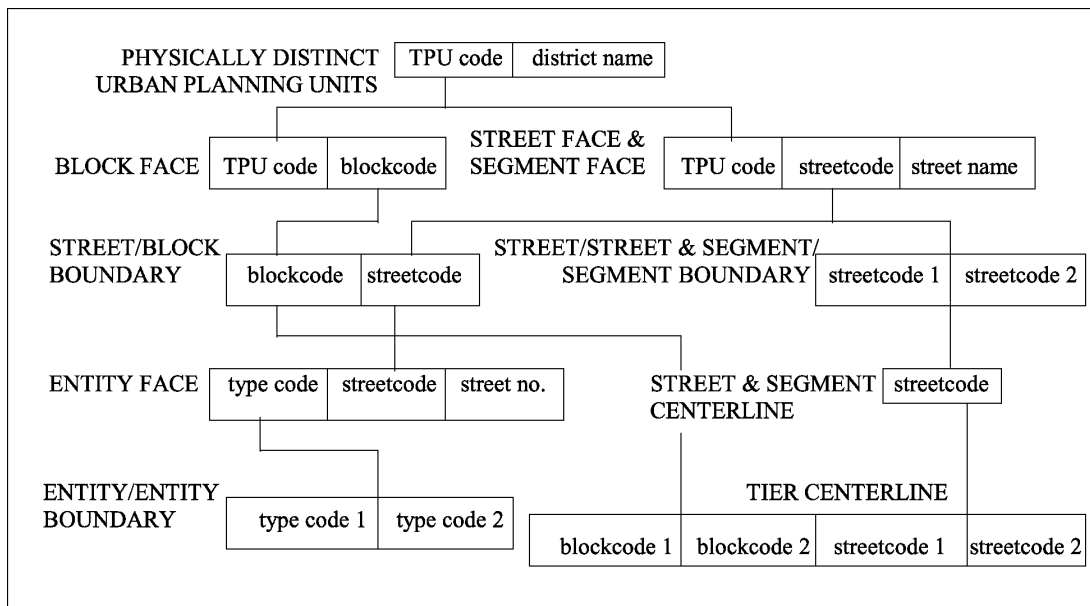 PHYSICALLY DISTINCT
URBAN PLANNING UNITS
TPU code district name
BLOCK FACE
TPU code blockcode
STREET FACE &
SEGMENT FACE
TPU code streetcode street name
STREET/BLOCK
BOUNDARY
blockcode streetcode
STREET/STREET & SEGMENT/
SEGMENT BOUNDARY
streetcode 1 streetcode 2
ENTITY FACE
type code streetcode street no.
STREET & SEGMENT
CENTERLINE
streetcode
ENTITY/ENTITY
BOUNDARY
type code 1 type code 2
TIER CENTERLINE
blockcode 1 blockcode 2 streetcode 1 streetcode 2